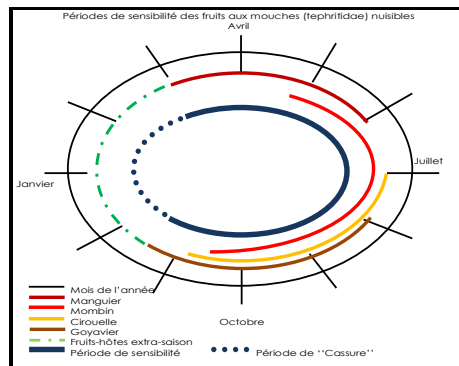 Périodes de sensibilité des fruits aux mouches (tephritidae) nuisibles
Avril
Juillet
Janvier
Octobre
Mois de l'année
Manguier
Mombin
Cirouelle
Goyavier
Fruits-hôtes extra-saison
Période de sensibilité
Période de ''Cassure''